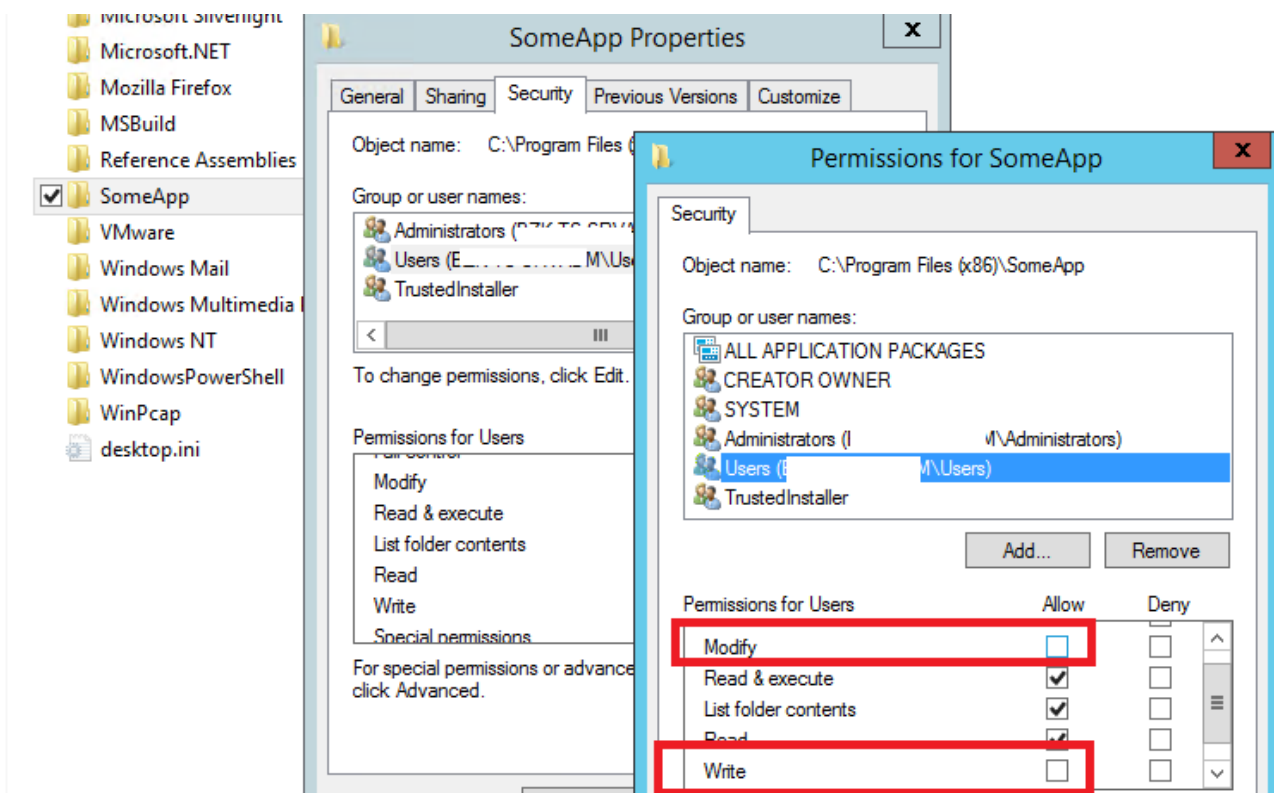 Microsoft Silverlight
Microsoft.NET
Mozilla Firefox
MSBuild
Reference Assemblies
SomeApp
VMware
Windows Mail
Windows Multimedia
Windows NT
WindowsPowerShell
WinPcap
desktop.ini
SomeApp Properties
x
General Sharing Security Previous Versions Customize
Object name: C:\Program Files (
Group or user names:
Administrators (
Users ( M\Use
TrustedInstaller
To change permissions, click Edit.
Permissions for Users
Full control
Modify
Read & execute
List folder contents
Read
Write
Special permissions
For special permissions or advance
click Advanced.
Permissions for SomeApp
x
Security
Object name: C:\Program Files (x86)\SomeApp
Group or user names:
ALL APPLICATION PACKAGES
CREATOR OWNER
SYSTEM
Administrators ( \Administrators)
Users ( \Users)
TrustedInstaller
Add... Remove
Permissions for Users Allow Deny
Modify
Read & execute
List folder contents
Read
Write